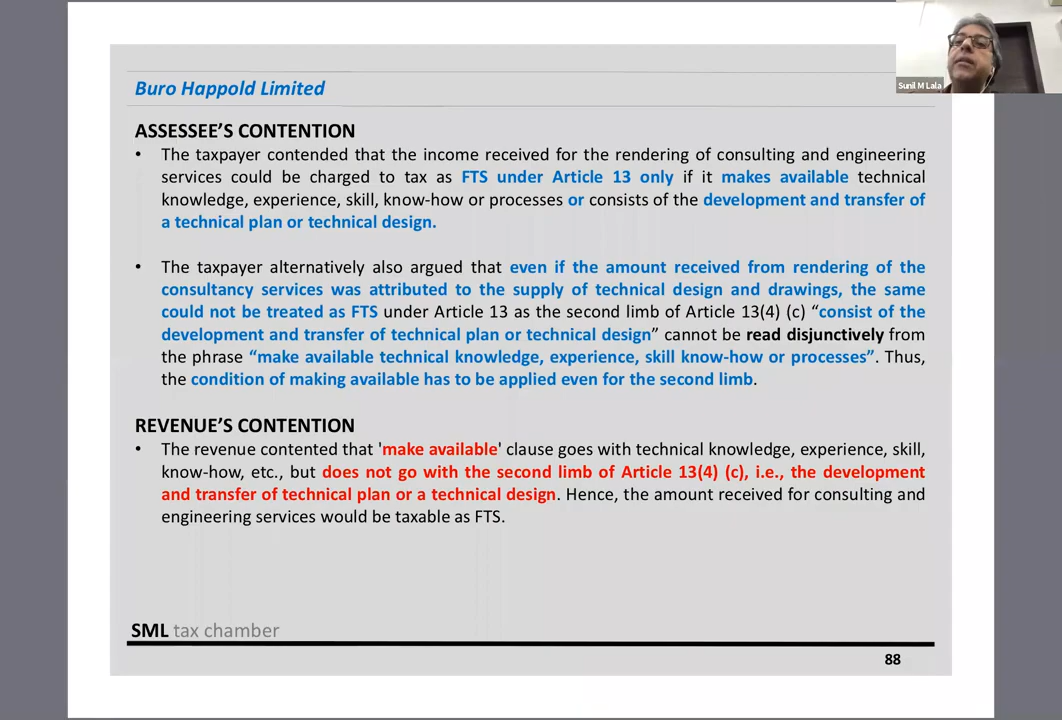 Sunil M Lala
Buro Happold Limited
ASSESSEE’S CONTENTION
• The taxpayer contended that the income received for the rendering of consulting and engineering
services could be charged to tax as FTS under Article 13 only if it makes available technical
knowledge, experience, skill, know-how or processes or consists of the development and transfer of
a technical plan or technical design.
• The taxpayer alternatively also argued that even if the amount received from rendering of the
consultancy services was attributed to the supply of technical design and drawings, the same
could not be treated as FTS under Article 13 as the second limb of Article 13(4) (c) “consist of the
development and transfer of technical plan or technical design” cannot be read disjunctively from
the phrase “make available technical knowledge, experience, skill know-how or processes”. Thus,
the condition of making available has to be applied even for the second limb.
REVENUE’S CONTENTION
• The revenue contented that 'make available' clause goes with technical knowledge, experience, skill,
know-how, etc., but does not go with the second limb of Article 13(4) (c), i.e., the development
and transfer of technical plan or a technical design. Hence, the amount received for consulting and
engineering services would be taxable as FTS.
SML tax chamber
88